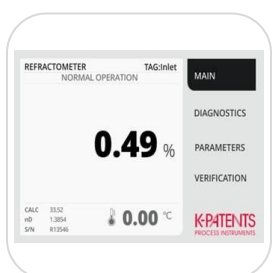 REFRACTOMETER TAG:Inlet
NORMAL OPERATION
0.49 %
CALC 33.52
nD 1.3854
S/N R13546
0.00 °C
MAIN
DIAGNOSTICS
PARAMETERS
VERIFICATION
K-PATENTS
PROCESS INSTRUMENTS